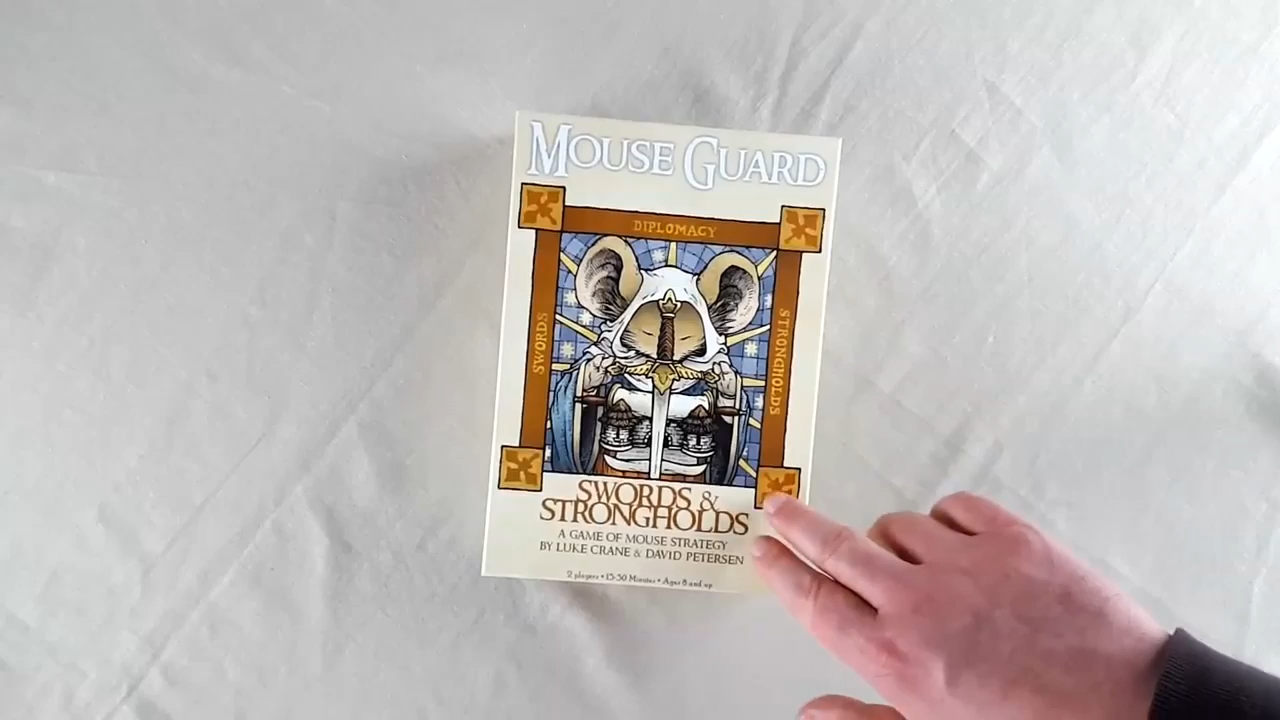 MOUSE GUARD
DIPLOMACY
SWORDS
STRONGHOLDS
SWORDS &
STRONGHOLDS
A GAME OF MOUSE STRATEGY
BY LUKE CRANE & DAVID PETERSEN
2 players • 15-30 Minutes • Ages 8 and up